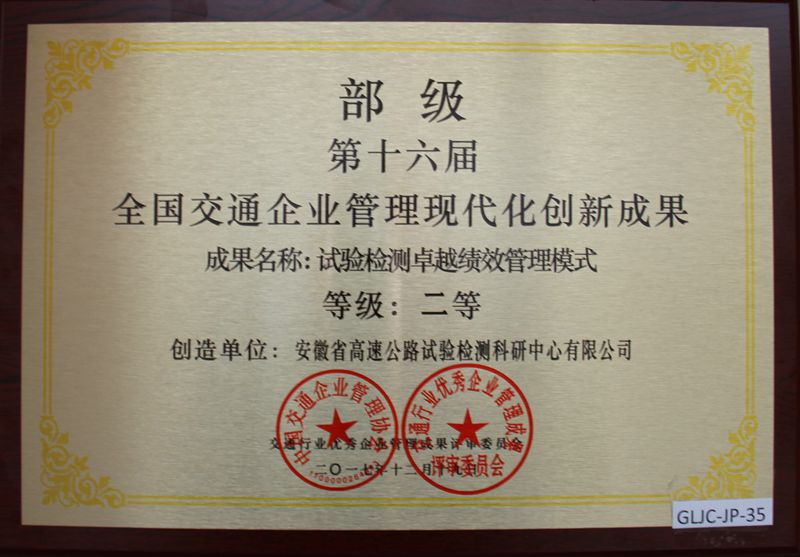 部 级
第十六届
全国交通企业管理现代化创新成果
成果名称：试验检测卓越绩效管理模式
等级：二等
创造单位：安徽省高速公路试验检测科研中心有限公司
中国交通企业管理协会
交通行业优秀企业管理成果
评审委员会
交通行业优秀企业管理成果评审委员会
二〇一七年十二月十九日
GLJC-JP-35